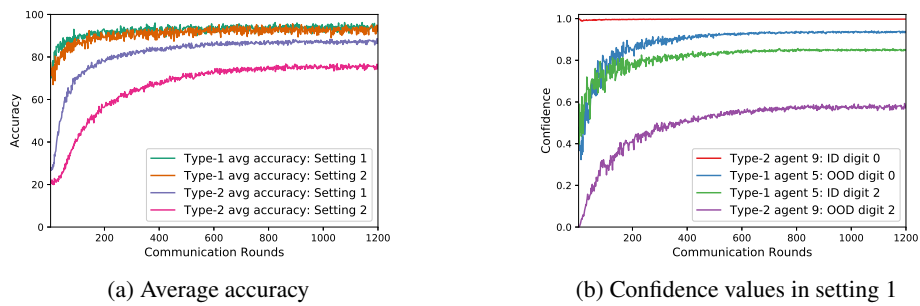 100
80
60
40
20
0
Accuracy
Type-1 avg accuracy: Setting 1
Type-1 avg accuracy: Setting 2
Type-2 avg accuracy: Setting 1
Type-2 avg accuracy: Setting 2
200 400 600 800 1000 1200
Communication Rounds
(a) Average accuracy
1.0
0.8
0.6
0.4
0.2
0.0
Confidence
Type-2 agent 9: ID digit 0
Type-1 agent 5: OOD digit 0
Type-1 agent 5: ID digit 2
Type-2 agent 9: OOD digit 2
200 400 600 800 1000 1200
Communication Rounds
(b) Confidence values in setting 1